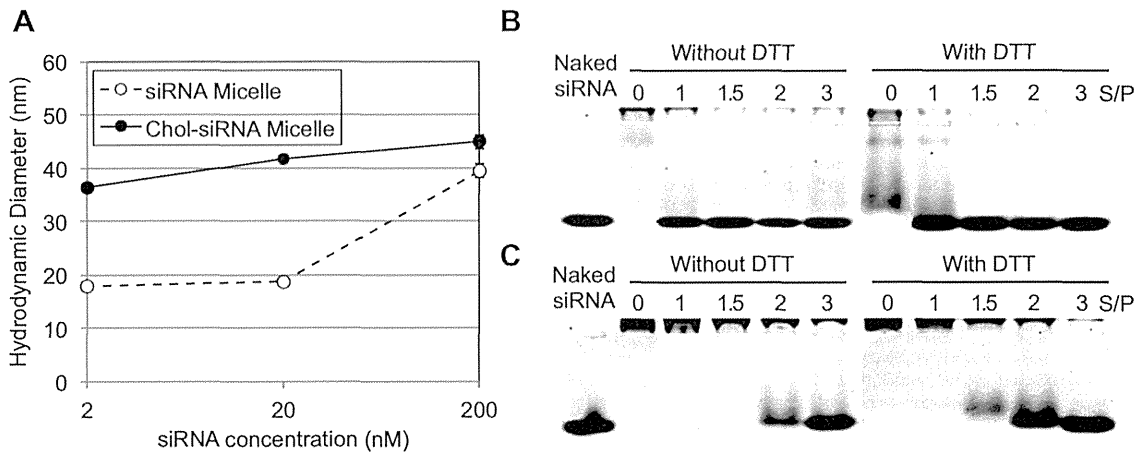 A
Hydrodynamic Diameter (nm)
60
50
40
30
20
10
0
siRNA Micelle
Chol-siRNA Micelle
2
20
200
siRNA concentration (nM)
B
Naked
siRNA
Without DTT
With DTT
0 1 1.5 2 3
0 1 1.5 2 3 S/P
C
Naked
siRNA
Without DTT
With DTT
0 1 1.5 2 3
0 1 1.5 2 3 S/P